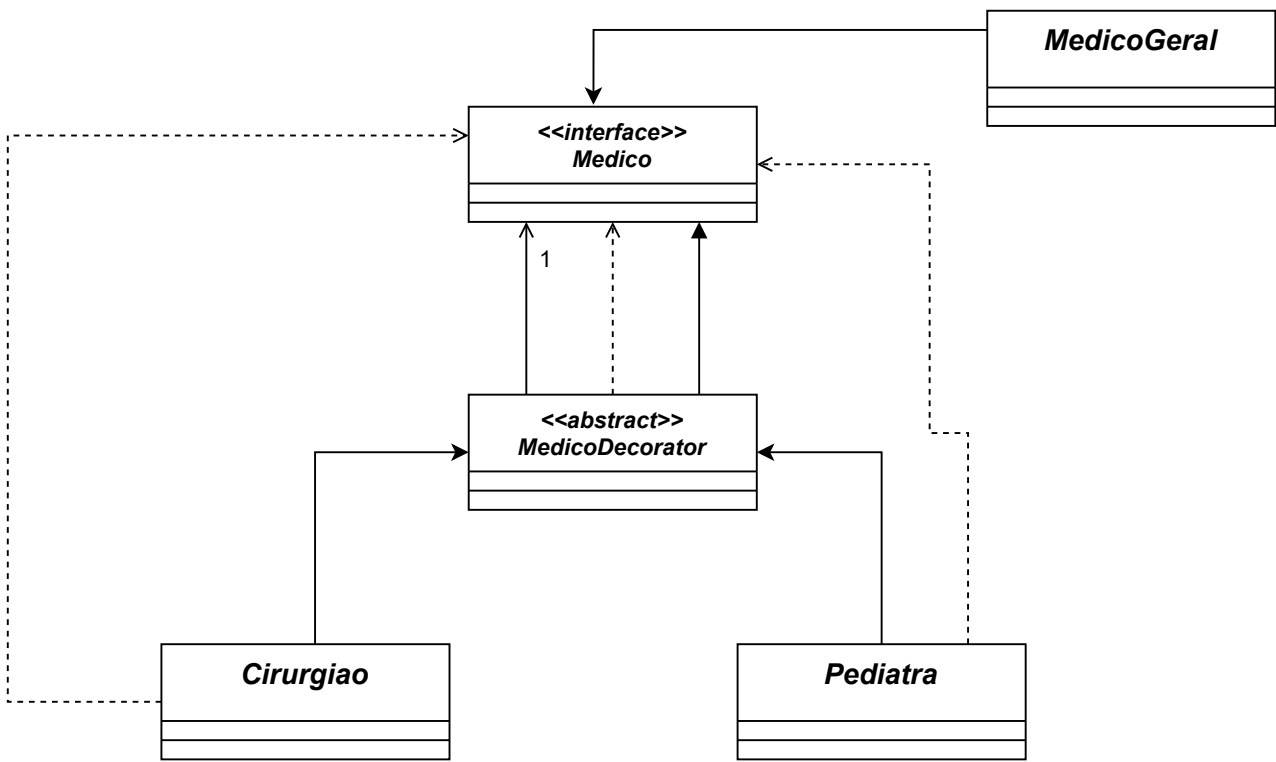 MedicoGeral
<<interface>>
Medico
1
<<abstract>>
MedicoDecorator
Cirurgiao
Pediatra